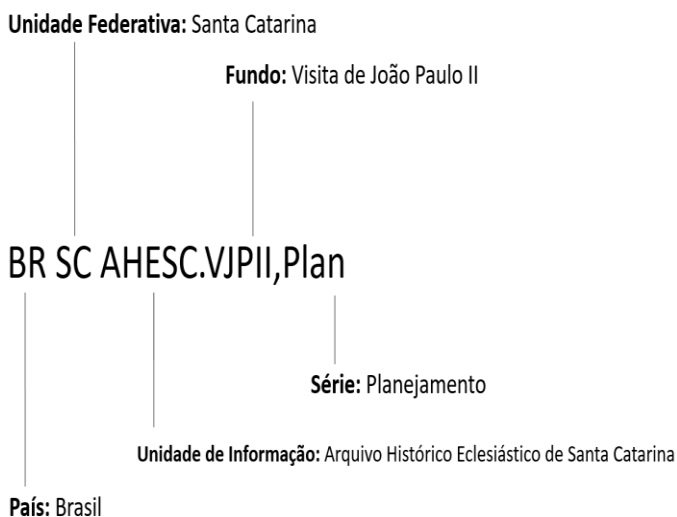 Unidade Federativa: Santa Catarina
Fundo: Visita de João Paulo II
BR SC AHESC.VJPII,Plan
Série: Planejamento
Unidade de Informação: Arquivo Histórico Eclesiástico de Santa Catarina
País: Brasil